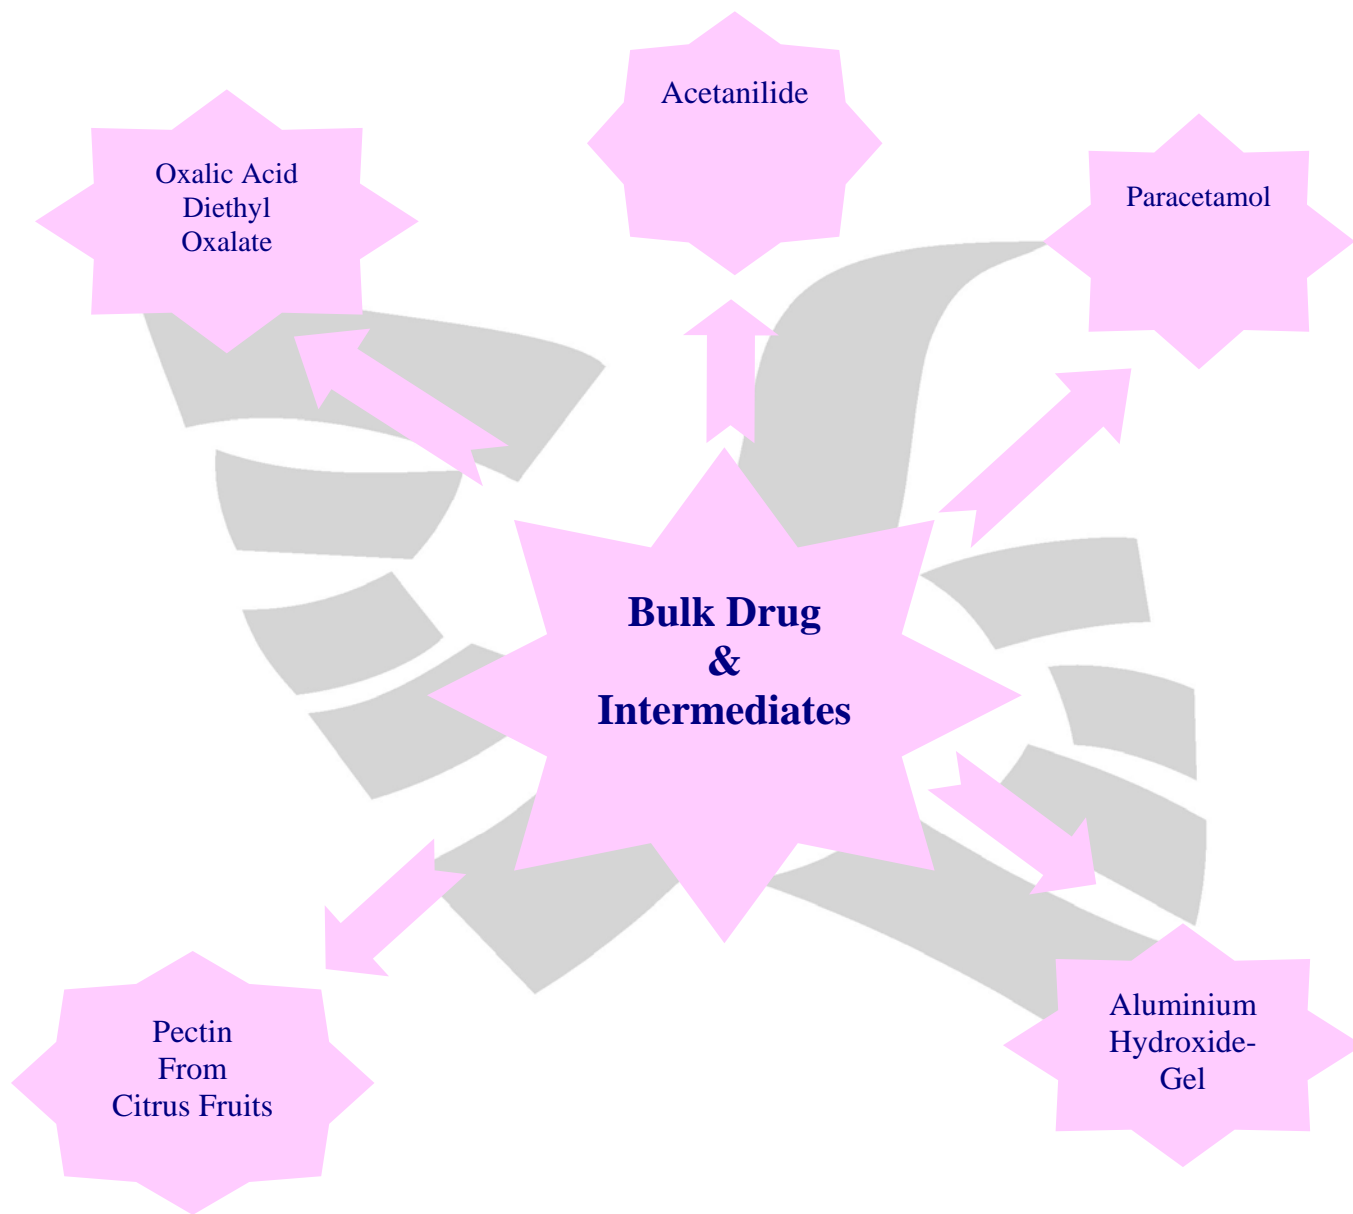 Acetanilide
Oxalic Acid
Diethyl
Oxalate
Paracetamol
Bulk Drug
&
Intermediates
Pectin
From
Citrus Fruits
Aluminium
Hydroxide-
Gel